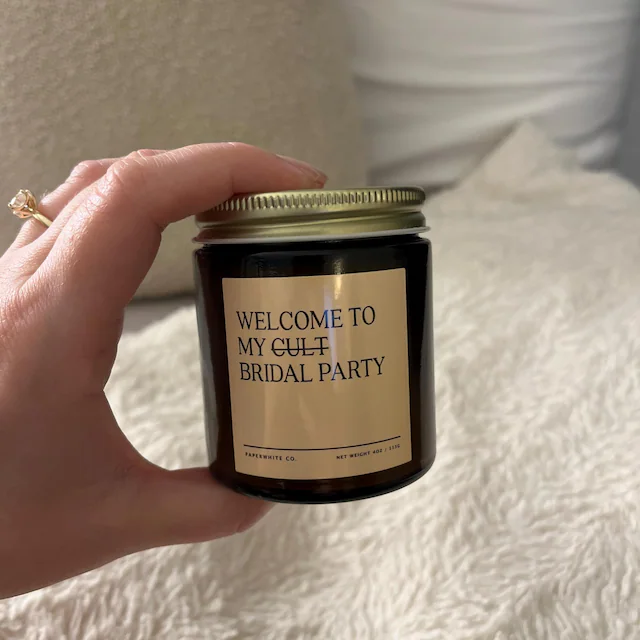 WELCOME TO
MY CULT
BRIDAL PARTY
PAPERWHITE CO. NET WEIGHT 4OZ / 113G